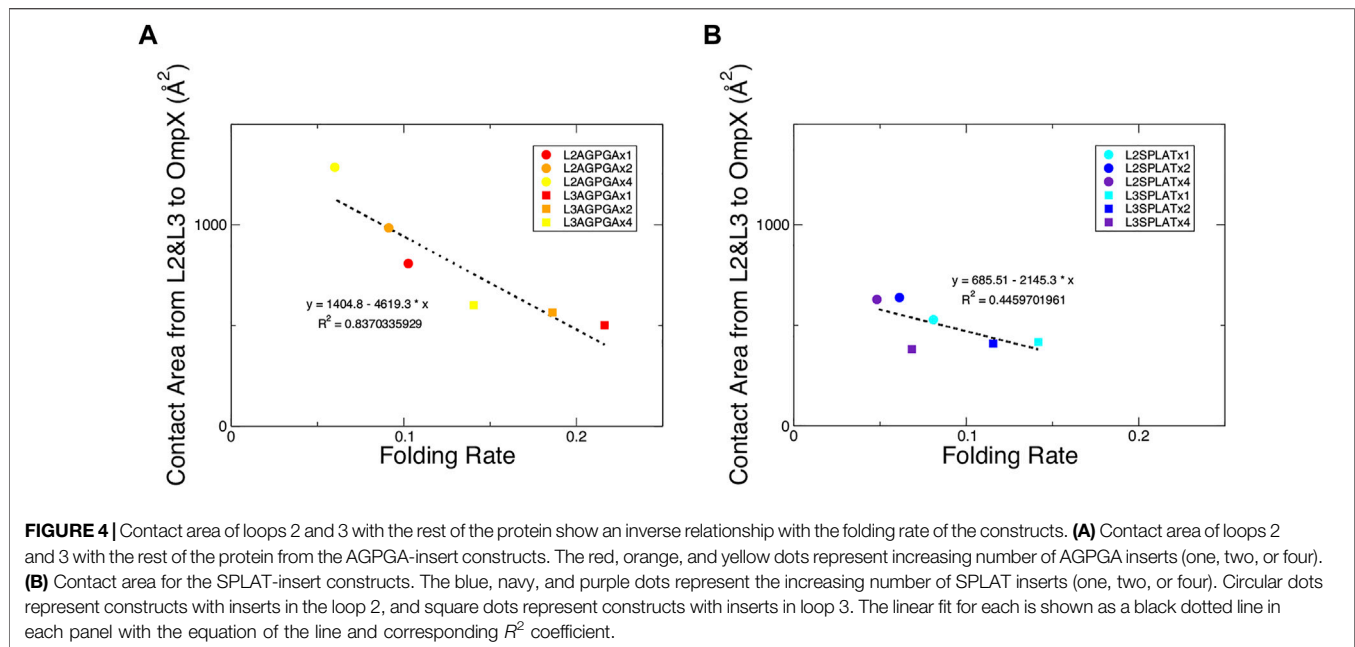 A
Contact Area from L2&L3 to OmpX (Å²)
1000
0
L2AGPGAx1
L2AGPGAx2
L2AGPGAx4
L3AGPGAx1
L3AGPGAx2
L3AGPGAx4
y = 1404.8 - 4619.3 * x
R² = 0.8370335929
0 0.1 0.2
Folding Rate
B
Contact Area from L2&L3 to OmpX (Å²)
1000
0
L2SPLATx1
L2SPLATx2
L2SPLATx4
L3SPLATx1
L3SPLATx2
L3SPLATx4
y = 685.51 - 2145.3 * x
R² = 0.4459701961
0 0.1 0.2
Folding Rate
FIGURE 4 | Contact area of loops 2 and 3 with the rest of the protein show an inverse relationship with the folding rate of the constructs. (A) Contact area of loops 2
and 3 with the rest of the protein from the AGPGA-insert constructs. The red, orange, and yellow dots represent increasing number of AGPGA inserts (one, two, or four).
(B) Contact area for the SPLAT-insert constructs. The blue, navy, and purple dots represent the increasing number of SPLAT inserts (one, two, or four). Circular dots
represent constructs with inserts in the loop 2, and square dots represent constructs with inserts in loop 3. The linear fit for each is shown as a black dotted line in
each panel with the equation of the line and corresponding R² coefficient.